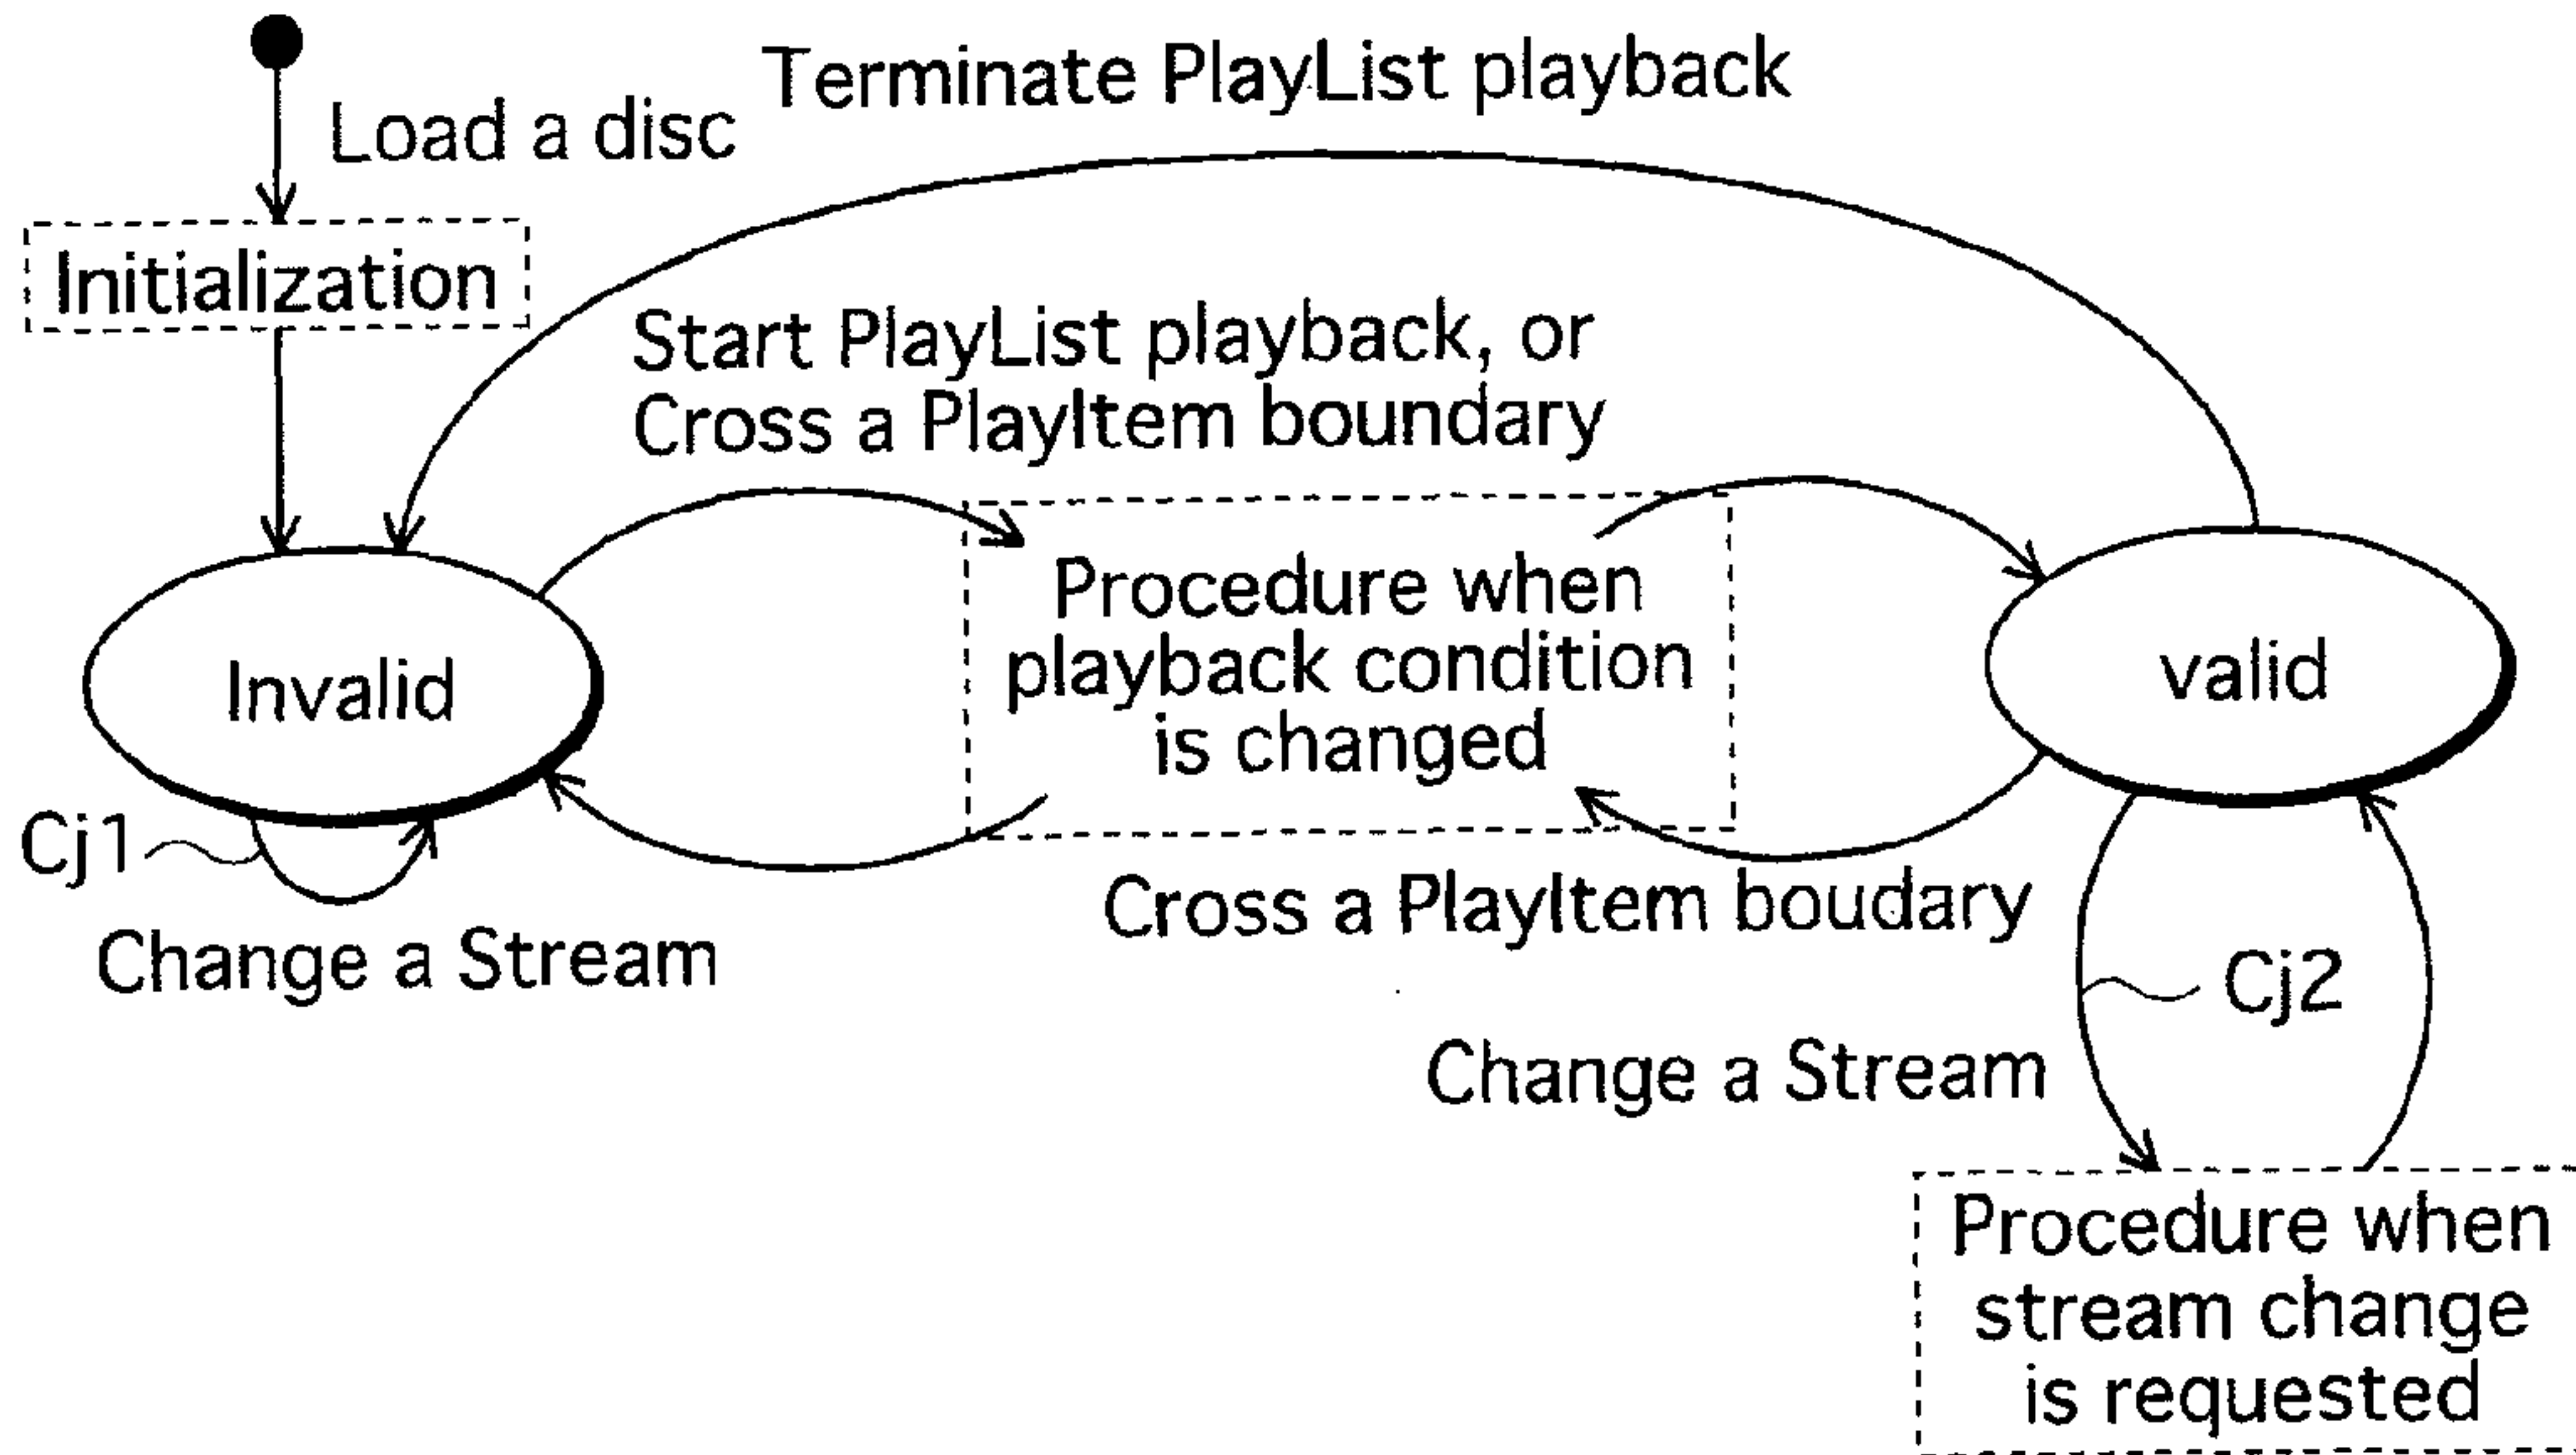 Terminate PlayList playback
Load a disc
Initialization
Start PlayList playback, or
Cross a PlayItem boundary
Procedure when
playback condition
is changed
Invalid
valid
Cj1
Change a Stream
Cross a PlayItem boudary
Cj2
Change a Stream
Procedure when
stream change
is requested